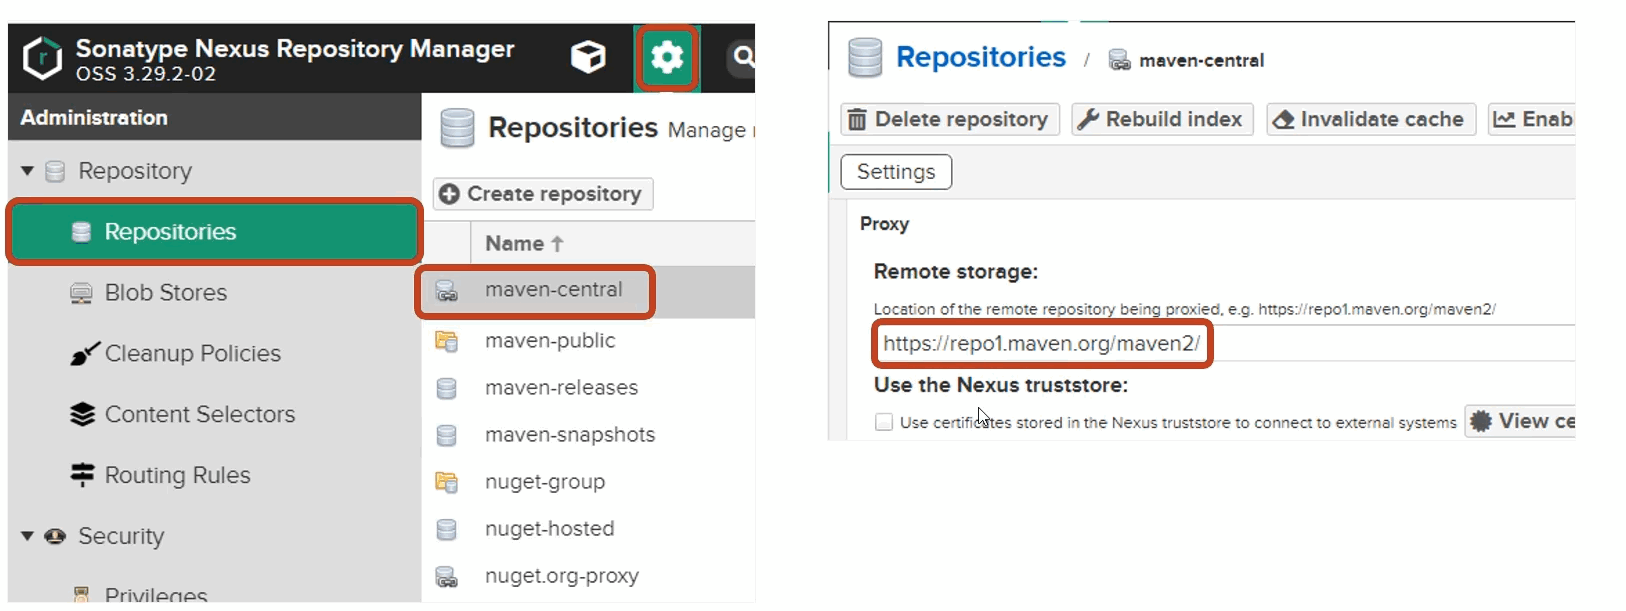 Sonatype Nexus Repository Manager
OSS 3.29.2-02
Administration
Repository
Repositories
Blob Stores
Cleanup Policies
Content Selectors
Routing Rules
Security
Privileges
Repositories Manage
Create repository
Name
maven-central
maven-public
maven-releases
maven-snapshots
nuget-group
nuget-hosted
nuget.org-proxy
Repositories / maven-central
Delete repository Rebuild index Invalidate cache Enab
Settings
Proxy
Remote storage:
Location of the remote repository being proxied, e.g. https://repo1.maven.org/maven2/
https://repo1.maven.org/maven2/
Use the Nexus truststore:
Use certificates stored in the Nexus truststore to connect to external systems View ce